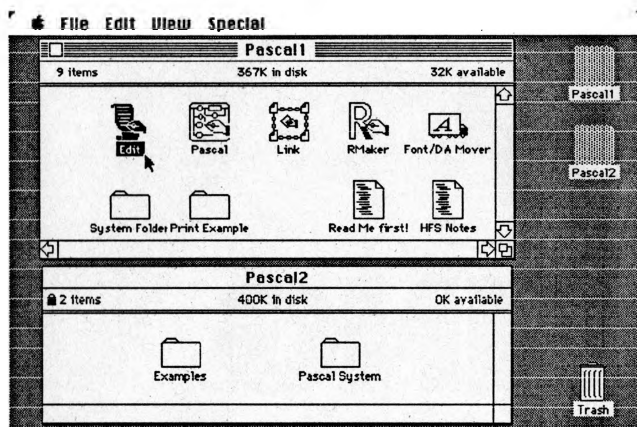 File Edit View Special
Pascal1
9 items 367K in disk 32K available
Edit Pascal Link RMaker Font/DA Mover
System Folder Print Example Read Me first! HFS Notes
Pascal2
2 items 400K in disk 0K available
Examples Pascal System
Pascal1
Pascal2
Trash